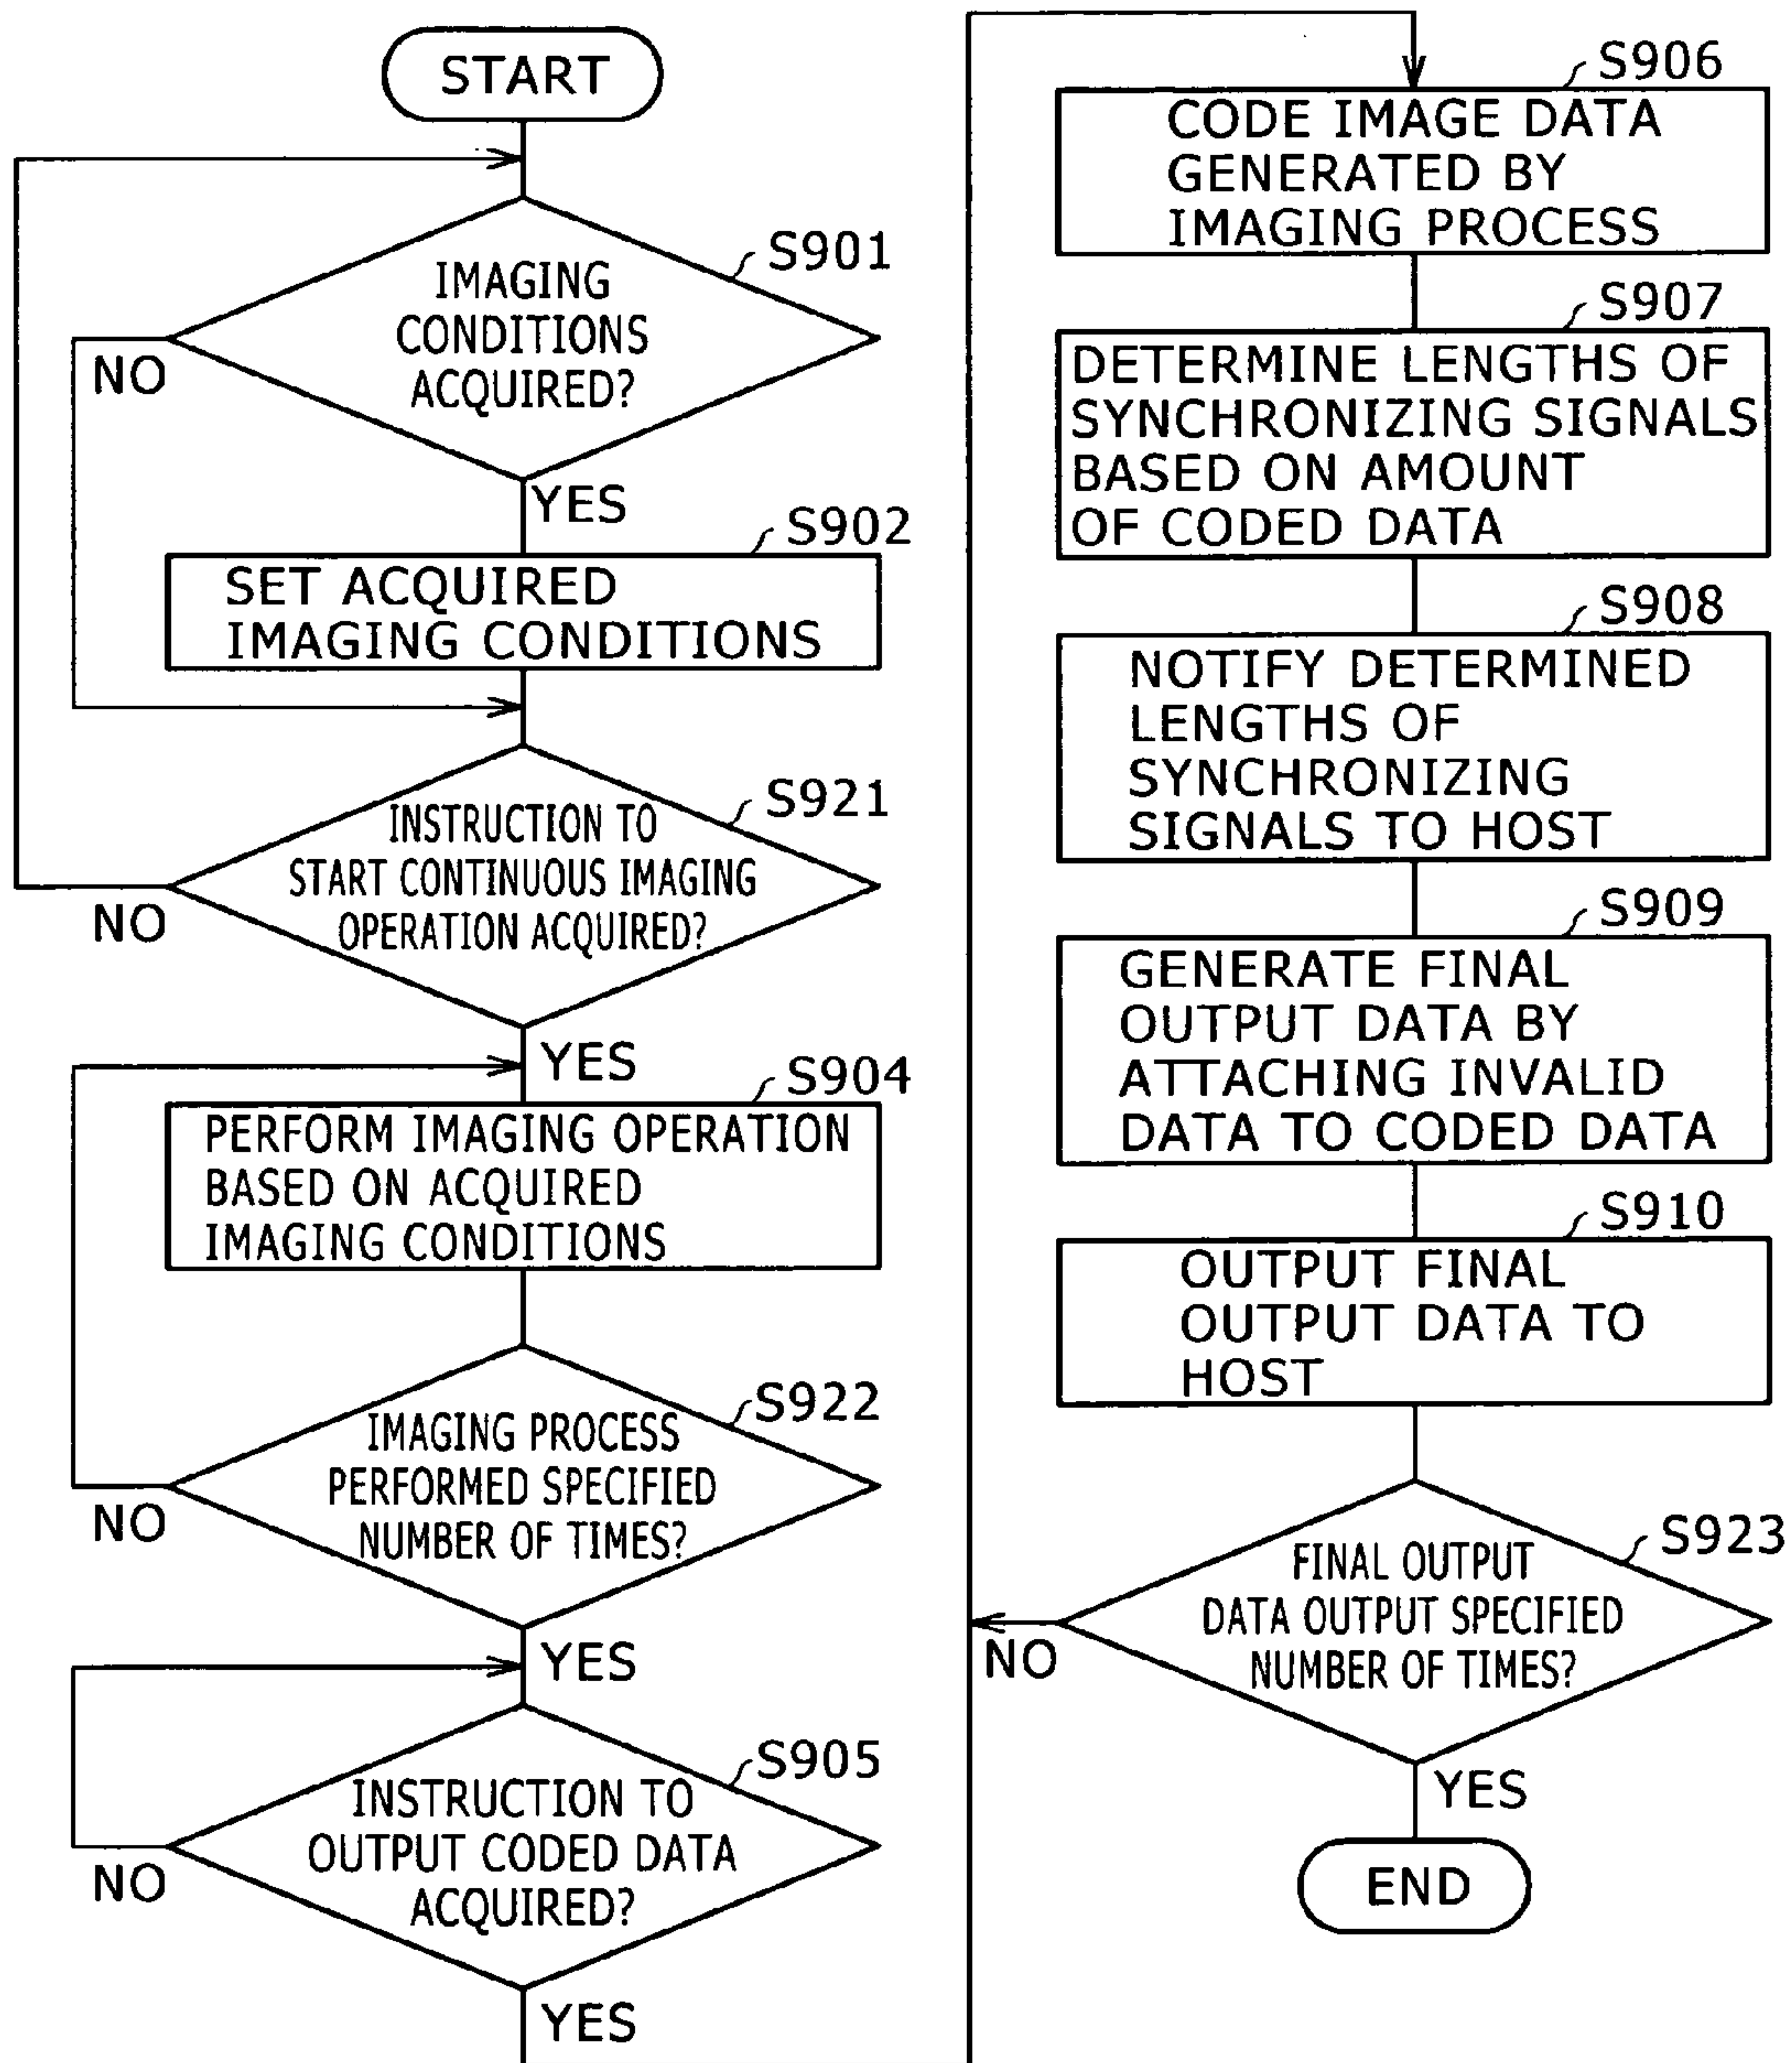 START
S901
IMAGING
CONDITIONS
ACQUIRED?
NO
YES
S902
SET ACQUIRED
IMAGING CONDITIONS
S921
INSTRUCTION TO
START CONTINUOUS IMAGING
OPERATION ACQUIRED?
NO
YES
S904
PERFORM IMAGING OPERATION
BASED ON ACQUIRED
IMAGING CONDITIONS
S922
IMAGING PROCESS
PERFORMED SPECIFIED
NUMBER OF TIMES?
NO
YES
S905
INSTRUCTION TO
OUTPUT CODED DATA
ACQUIRED?
NO
YES
S906
CODE IMAGE DATA
GENERATED BY
IMAGING PROCESS
S907
DETERMINE LENGTHS OF
SYNCHRONIZING SIGNALS
BASED ON AMOUNT
OF CODED DATA
S908
NOTIFY DETERMINED
LENGTHS OF
SYNCHRONIZING
SIGNALS TO HOST
S909
GENERATE FINAL
OUTPUT DATA BY
ATTACHING INVALID
DATA TO CODED DATA
S910
OUTPUT FINAL
OUTPUT DATA TO
HOST
S923
FINAL OUTPUT
DATA OUTPUT SPECIFIED
NUMBER OF TIMES?
NO
YES
END